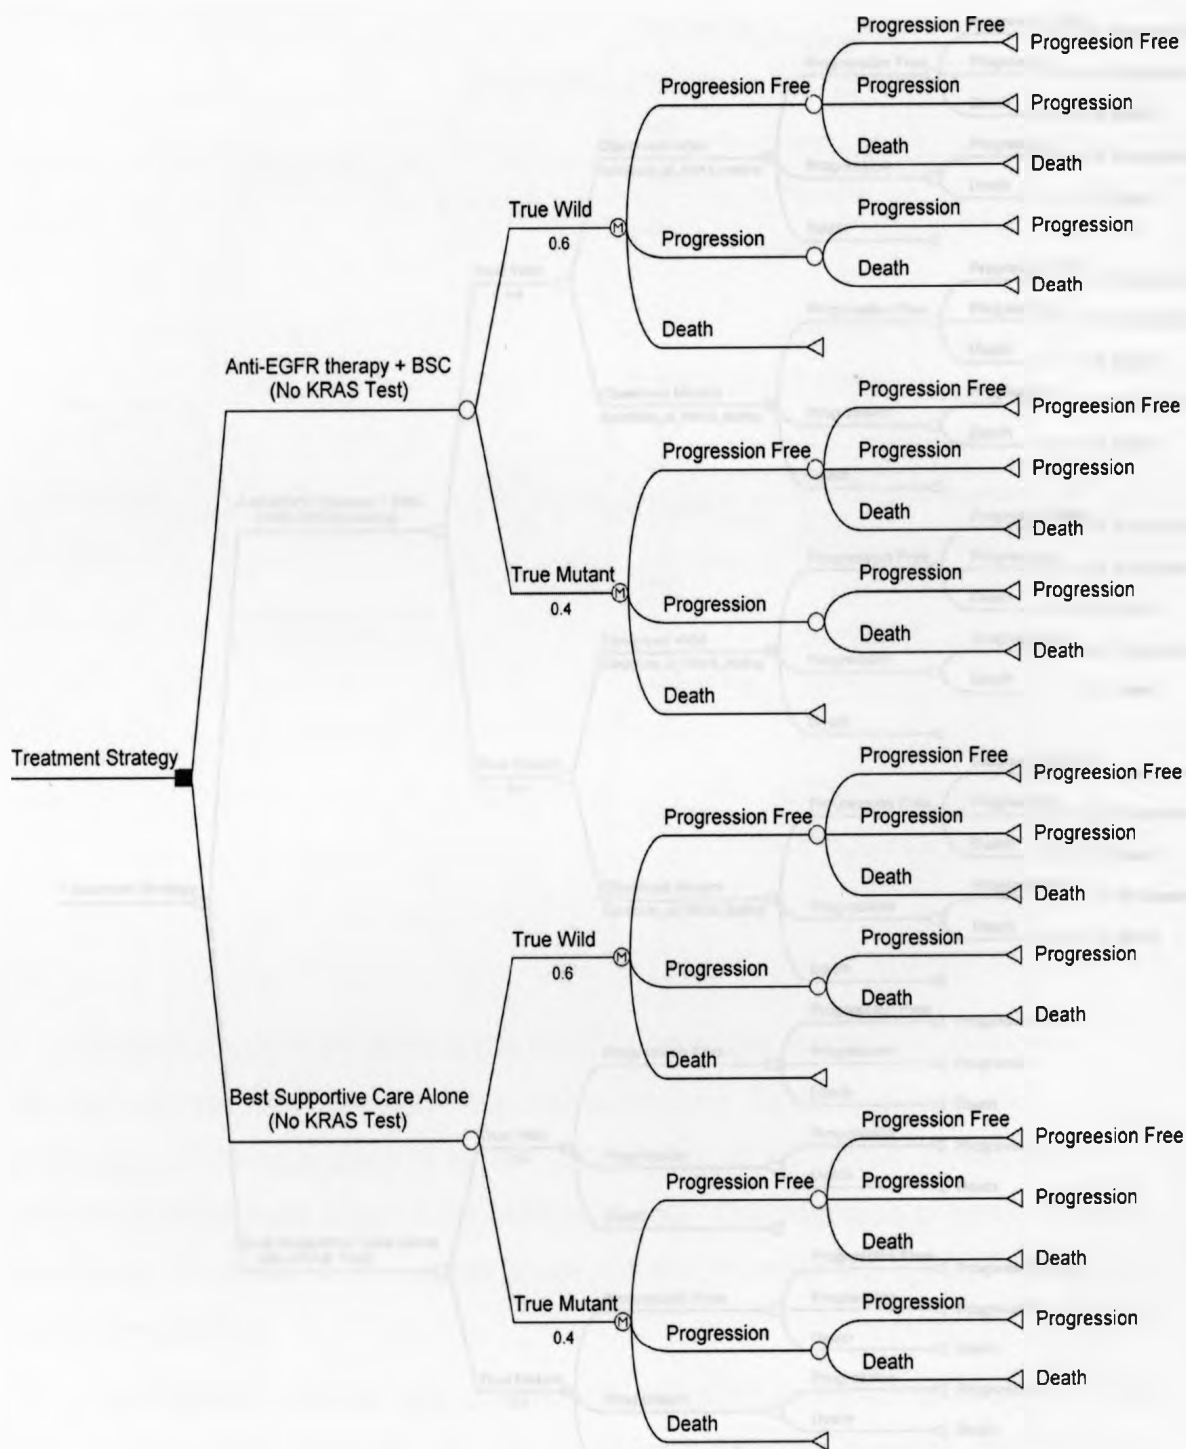 Progression Free
Progreesion Free
Progreesion Free
Progression
Progression
Death
Death
True Wild
0.6
M
Progression
Progression
Progression
Death
Death
Death
Anti-EGFR therapy + BSC
(No KRAS Test)
Progression Free
Progreesion Free
Progression Free
Progression
Progression
Death
Death
True Mutant
0.4
M
Progression
Progression
Progression
Death
Death
Death
Treatment Strategy
Progression Free
Progreesion Free
Progression Free
Progression
Progression
Death
Death
True Wild
0.6
M
Progression
Progression
Progression
Death
Death
Death
Best Supportive Care Alone
(No KRAS Test)
Progression Free
Progreesion Free
Progression Free
Progression
Progression
Death
Death
True Mutant
0.4
M
Progression
Progression
Progression
Death
Death
Death